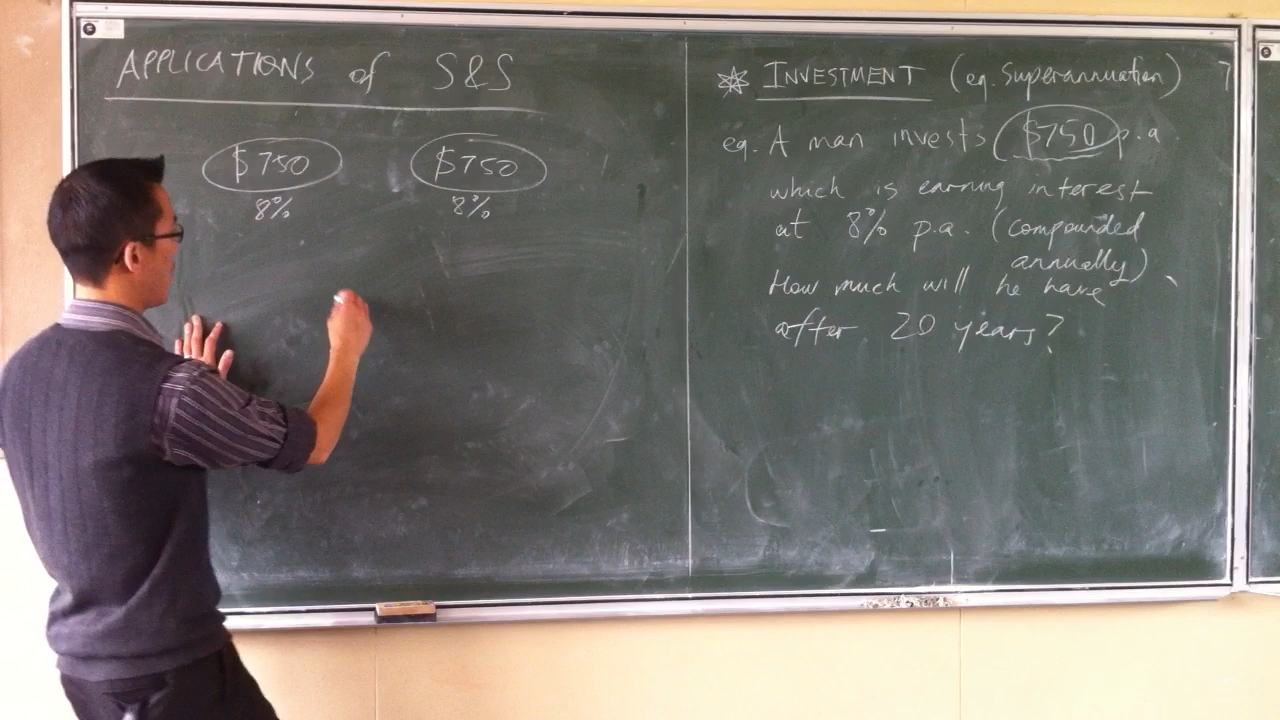 APPLICATIONS of S&S
$750 $750
8% 8%
INVESTMENT (eg. Superannuation)
eg. A man invests $750 p.a
which is earning interest
at 8% p.a. (compounded
annually)
How much will he have
after 20 years?